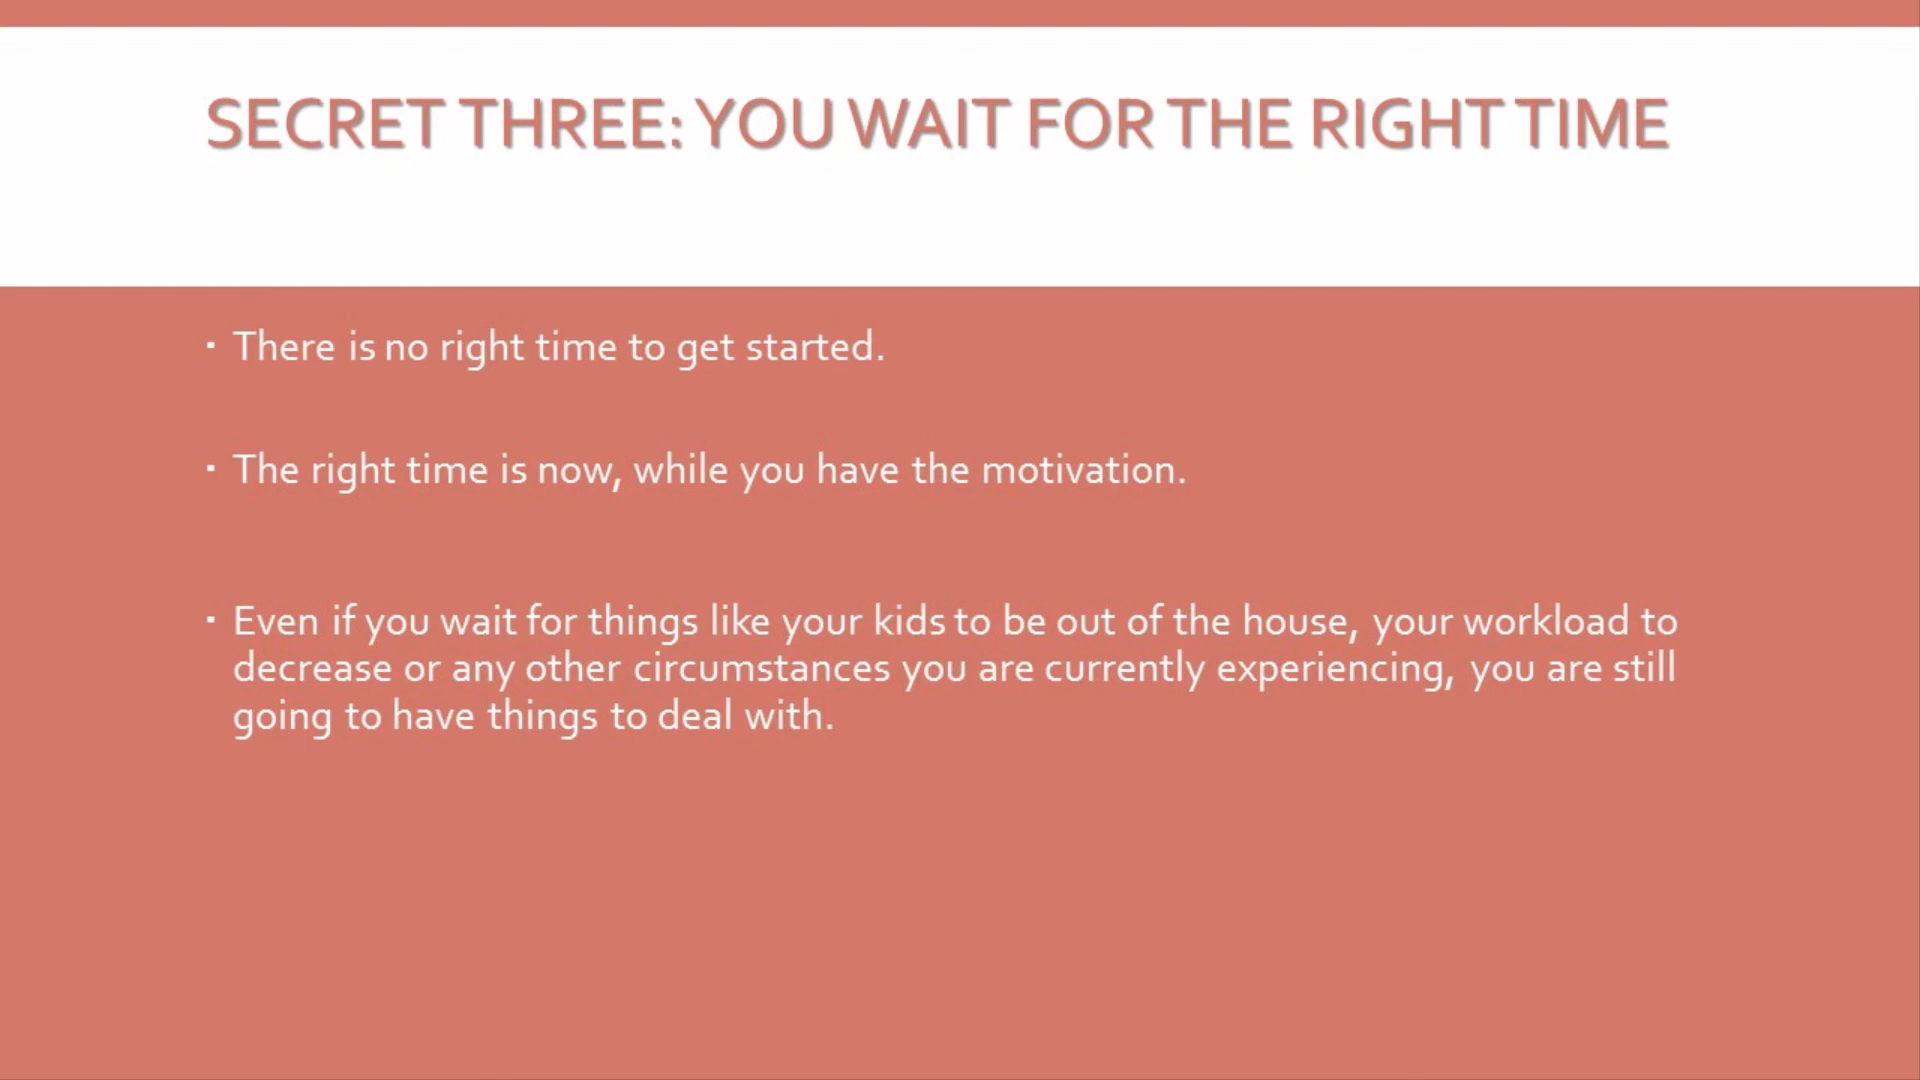 SECRET THREE: YOU WAIT FOR THE RIGHT TIME
▪ There is no right time to get started.
▪ The right time is now, while you have the motivation.
▪ Even if you wait for things like your kids to be out of the house, your workload to
decrease or any other circumstances you are currently experiencing, you are still
going to have things to deal with.